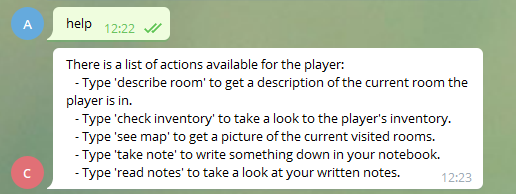 A
help
12:22
There is a list of actions available for the player:
- Type 'describe room' to get a description of the current room the
player is in.
- Type 'check inventory' to take a look to the player's inventory.
- Type 'see map' to get a picture of the current visited rooms.
- Type 'take note' to write something down in your notebook.
- Type 'read notes' to take a look at your written notes.
C
12:23